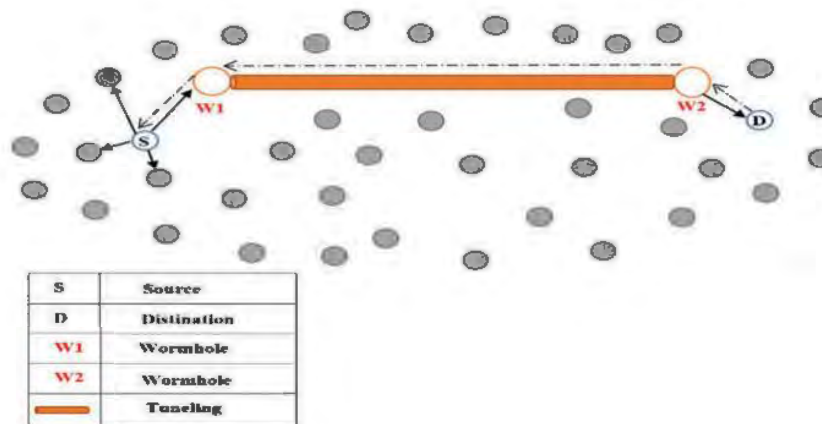 W1
W2
S
D
S Source
D Distination
W1 Wormhole
W2 Wormhole
Tuneling